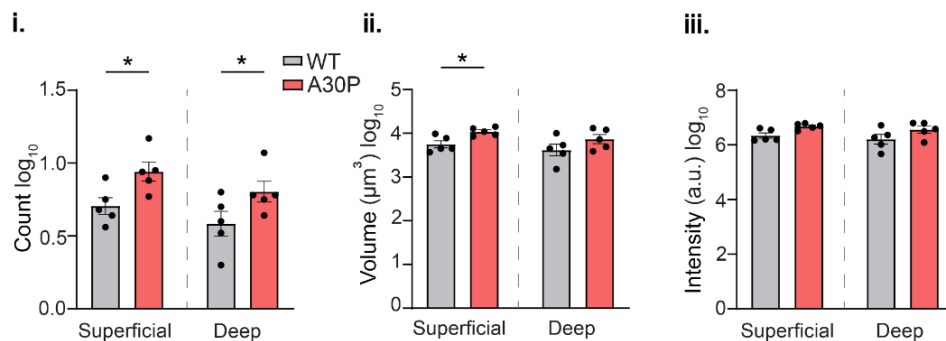 i.
*
*
WT
A30P
Count log10
1.5
1.0
0.5
0.0
Superficial
Deep
ii.
*
Volume (µm³) log10
5
4
3
2
1
0
Superficial
Deep
iii.
Intensity (a.u.) log10
8
6
4
2
0
Superficial
Deep